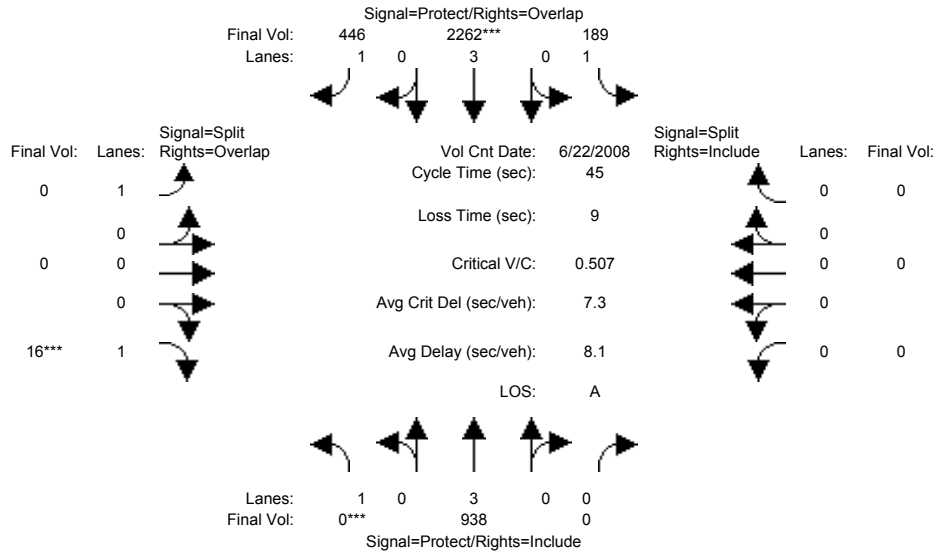 Signal=Protect/Rights=Overlap
Final Vol: 446 2262*** 189
Lanes: 1 0 3 0 1
Signal=Split Signal=Split
Final Vol: Lanes: Rights=Overlap Vol Cnt Date: 6/22/2008 Rights=Include Lanes: Final Vol:
0 1 Cycle Time (sec): 45 0 0
0 Loss Time (sec): 9 0
0 0 Critical V/C: 0.507 0 0
0 Avg Crit Del (sec/veh): 7.3 0
16*** 1 Avg Delay (sec/veh): 8.1 0 0
LOS: A
Lanes: 1 0 3 0 0
Final Vol: 0*** 938 0
Signal=Protect/Rights=Include